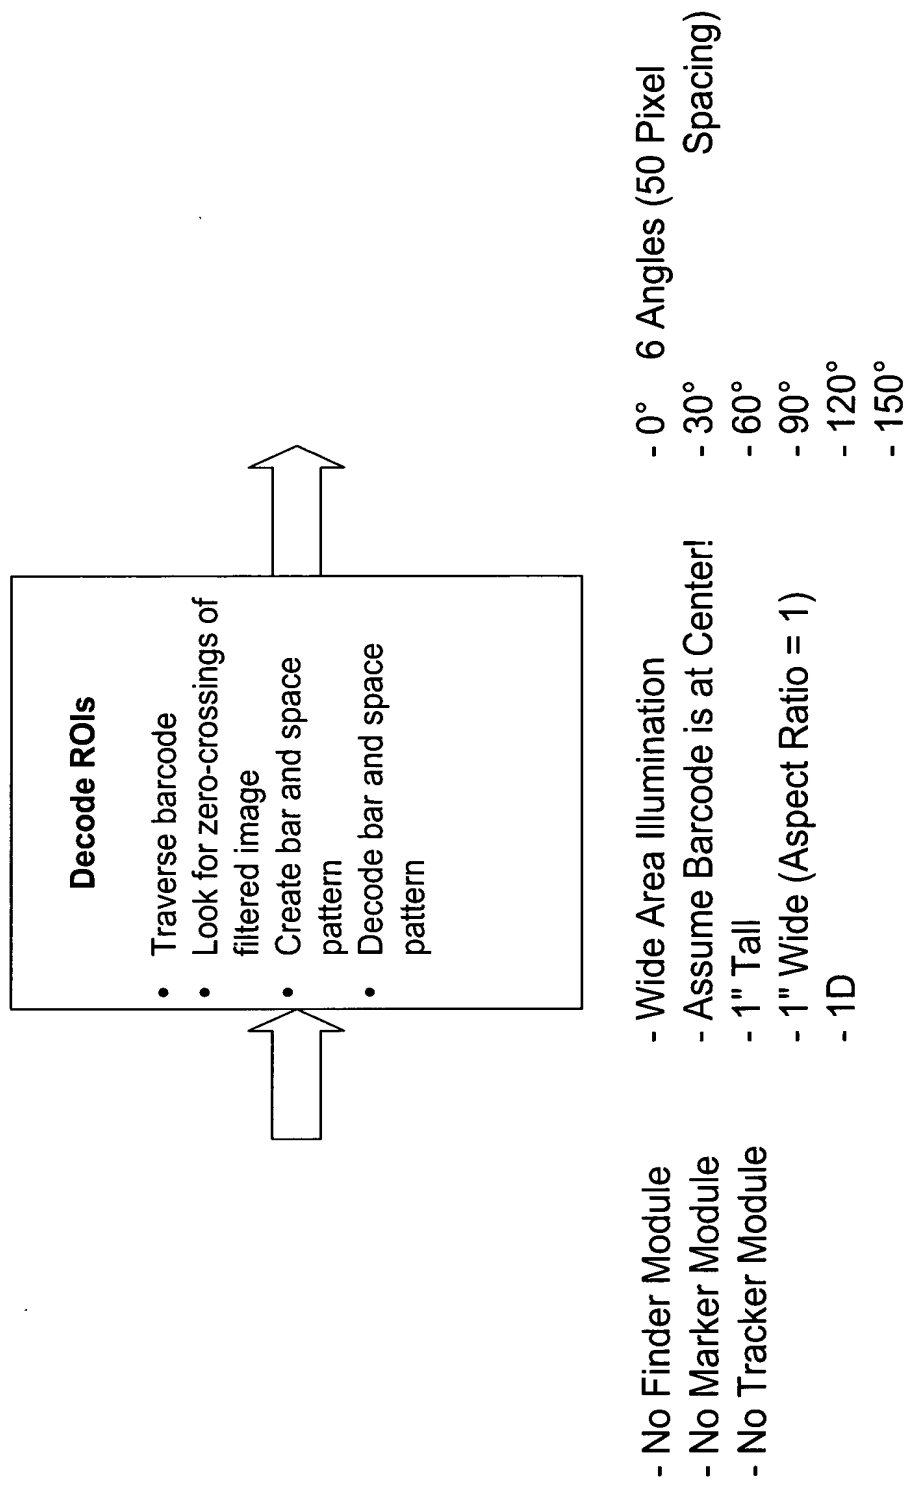 Decode ROIs
• Traverse barcode
• Look for zero-crossings of
filtered image
• Create bar and space
pattern
• Decode bar and space
pattern
- No Finder Module
- No Marker Module
- No Tracker Module
- Wide Area Illumination
- Assume Barcode is at Center!
- 1" Tall
- 1" Wide (Aspect Ratio = 1)
- 1D
- 0° 6 Angles (50 Pixel
- 30° Spacing)
- 60°
- 90°
- 120°
- 150°